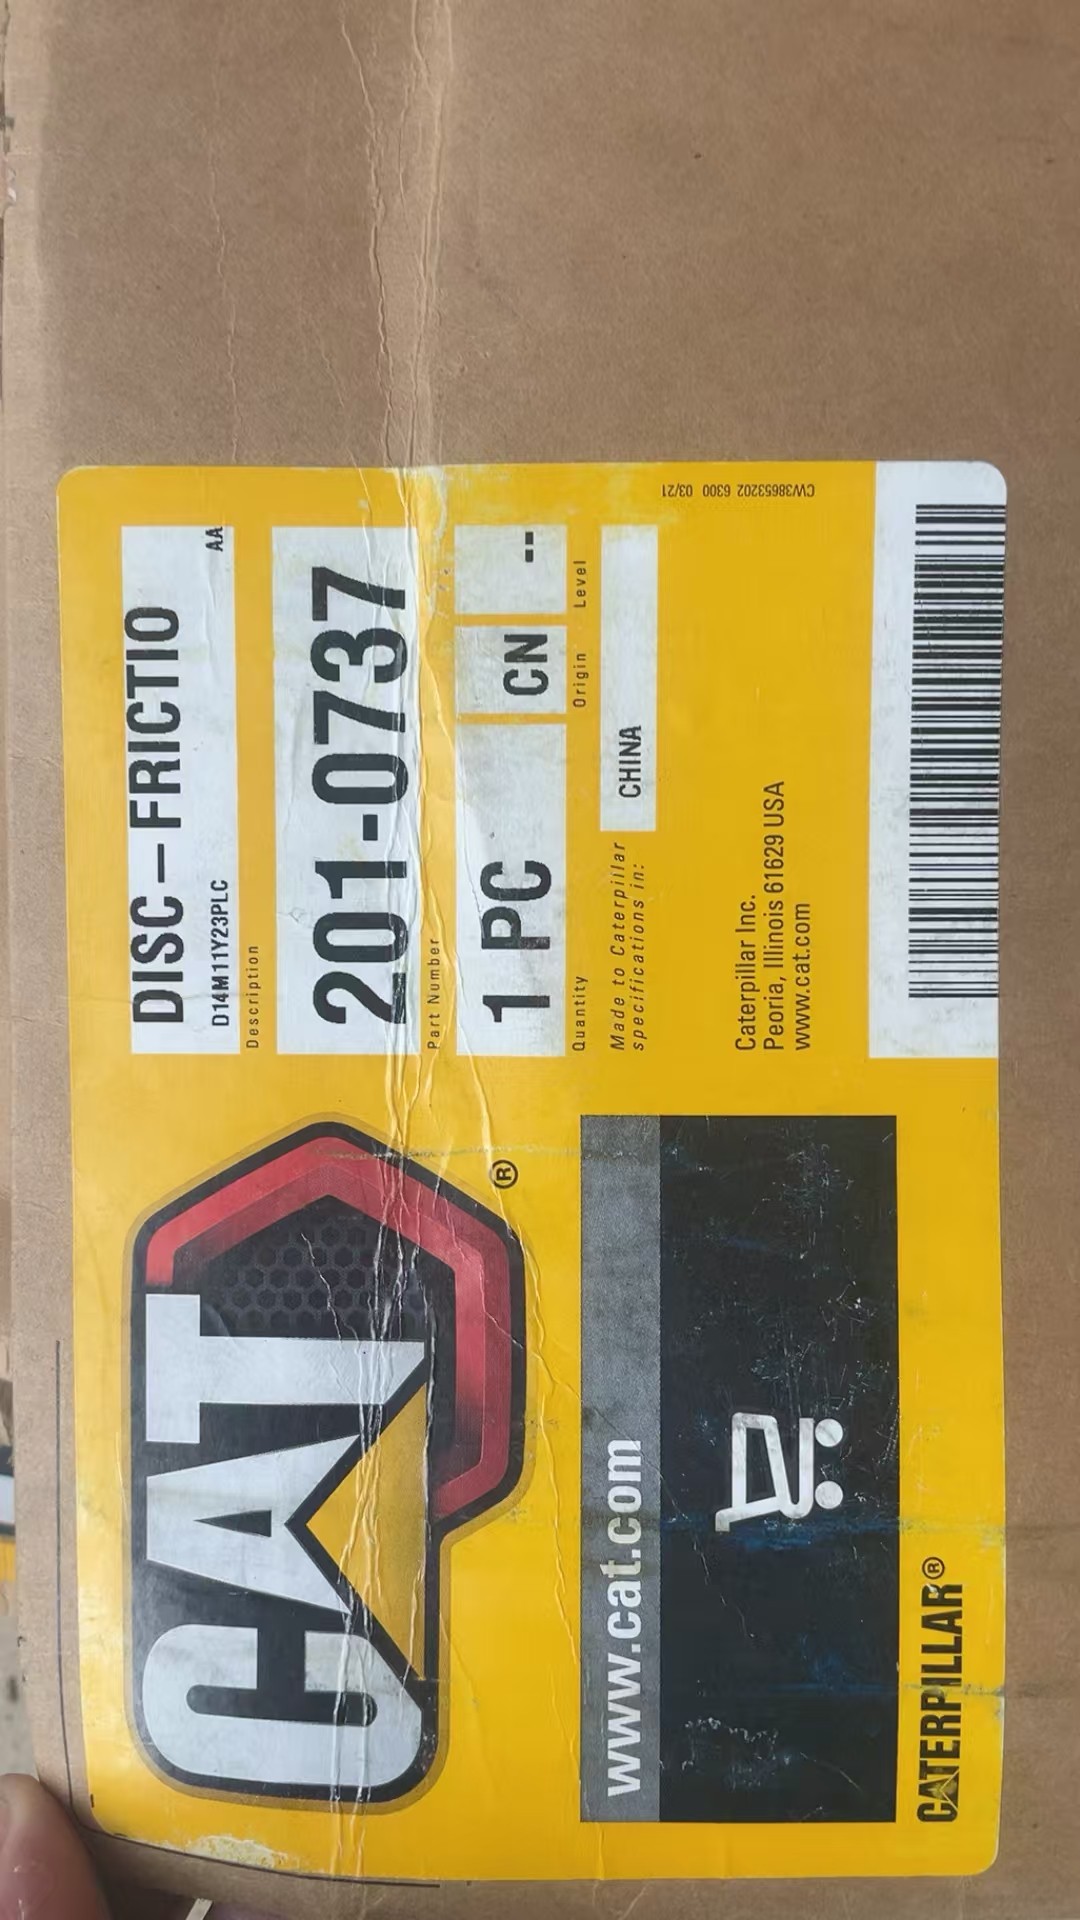 CAT®
www.cat.com
CATERPILLAR®
DISC-FRICTIO
D14M11Y23PLC AA
Description
201-0737
Part Number
1 PC CN --
Quantity Origin Level
Made to Caterpillar
specifications in:
CHINA
Caterpillar Inc.
Peoria, Illinois 61629 USA
www.cat.com
CW38653202 6300 03/21